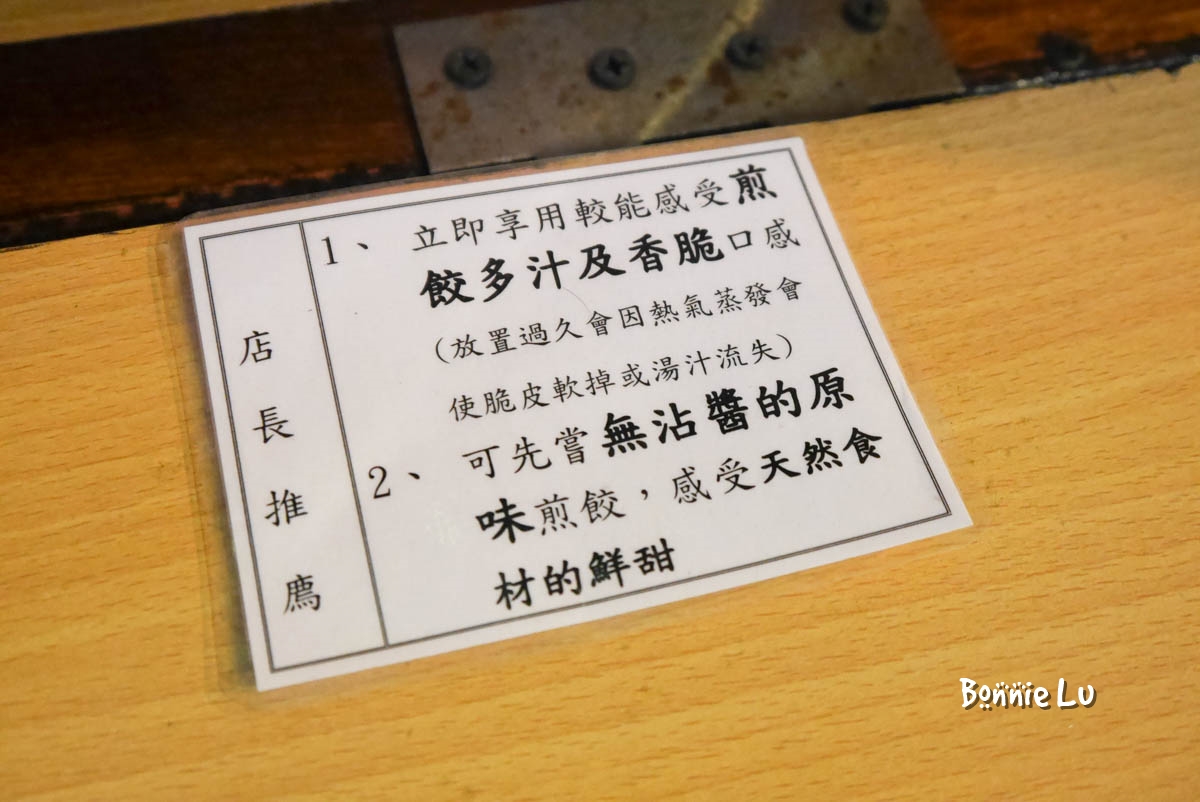 店長推薦
1、立即享用較能感受煎
餃多汁及香脆口感
（放置過久會因熱氣蒸發會
使脆皮軟掉或湯汁流失）
2、可先嘗無沾醬的原
味煎餃，感受天然食
材的鮮甜
Bonnie Lu